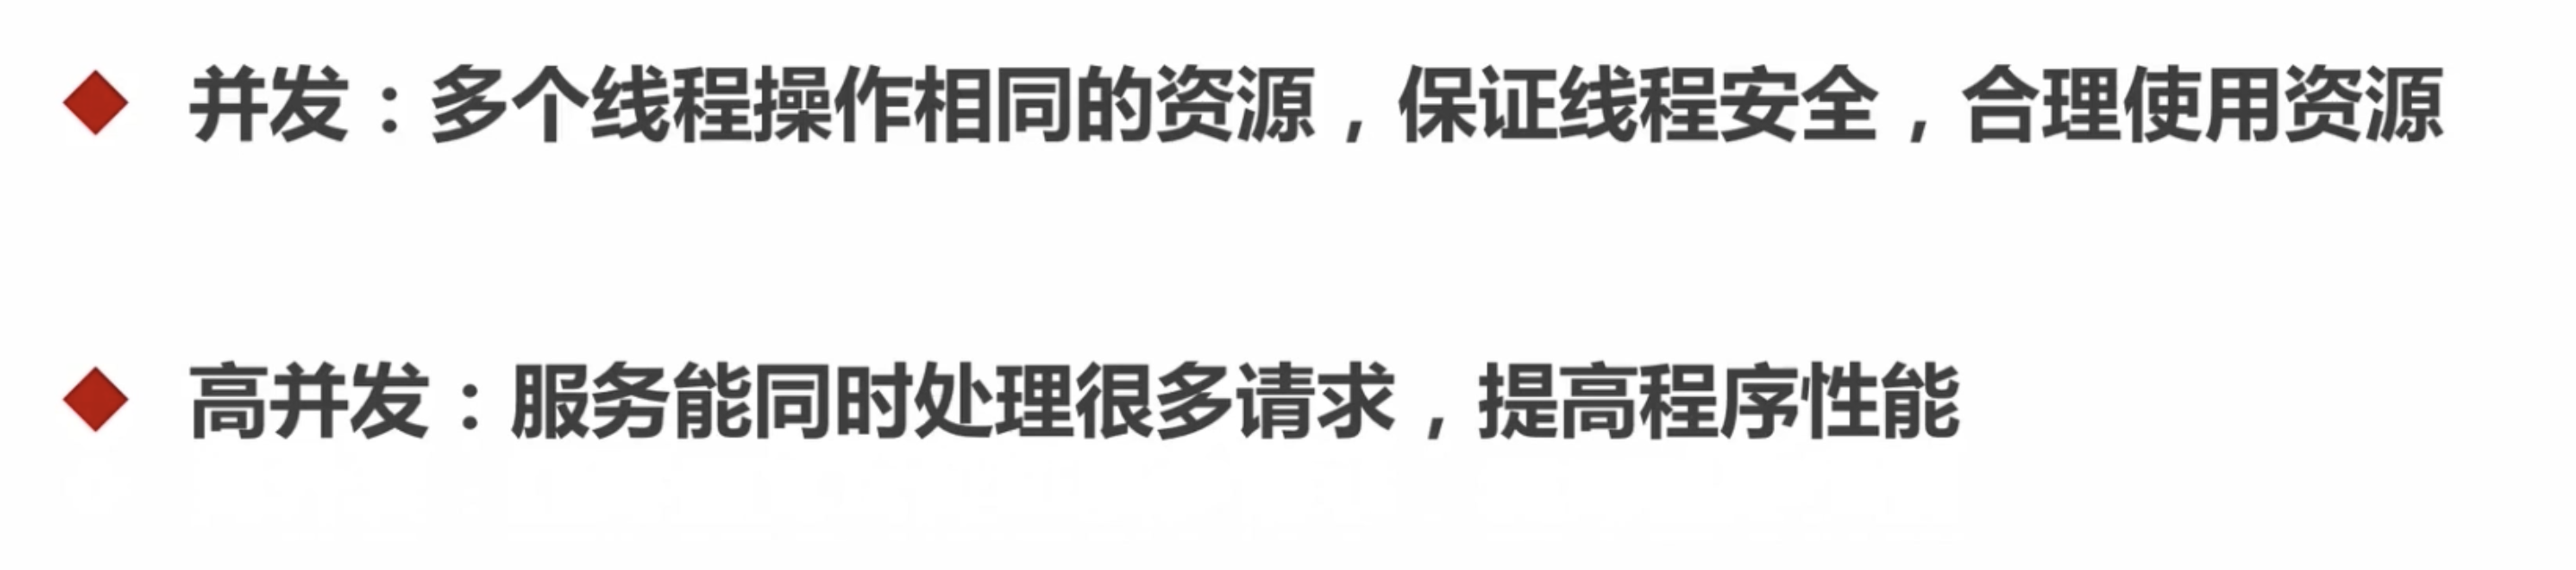 并发：多个线程操作相同的资源，保证线程安全，合理使用资源
高并发：服务能同时处理很多请求，提高程序性能